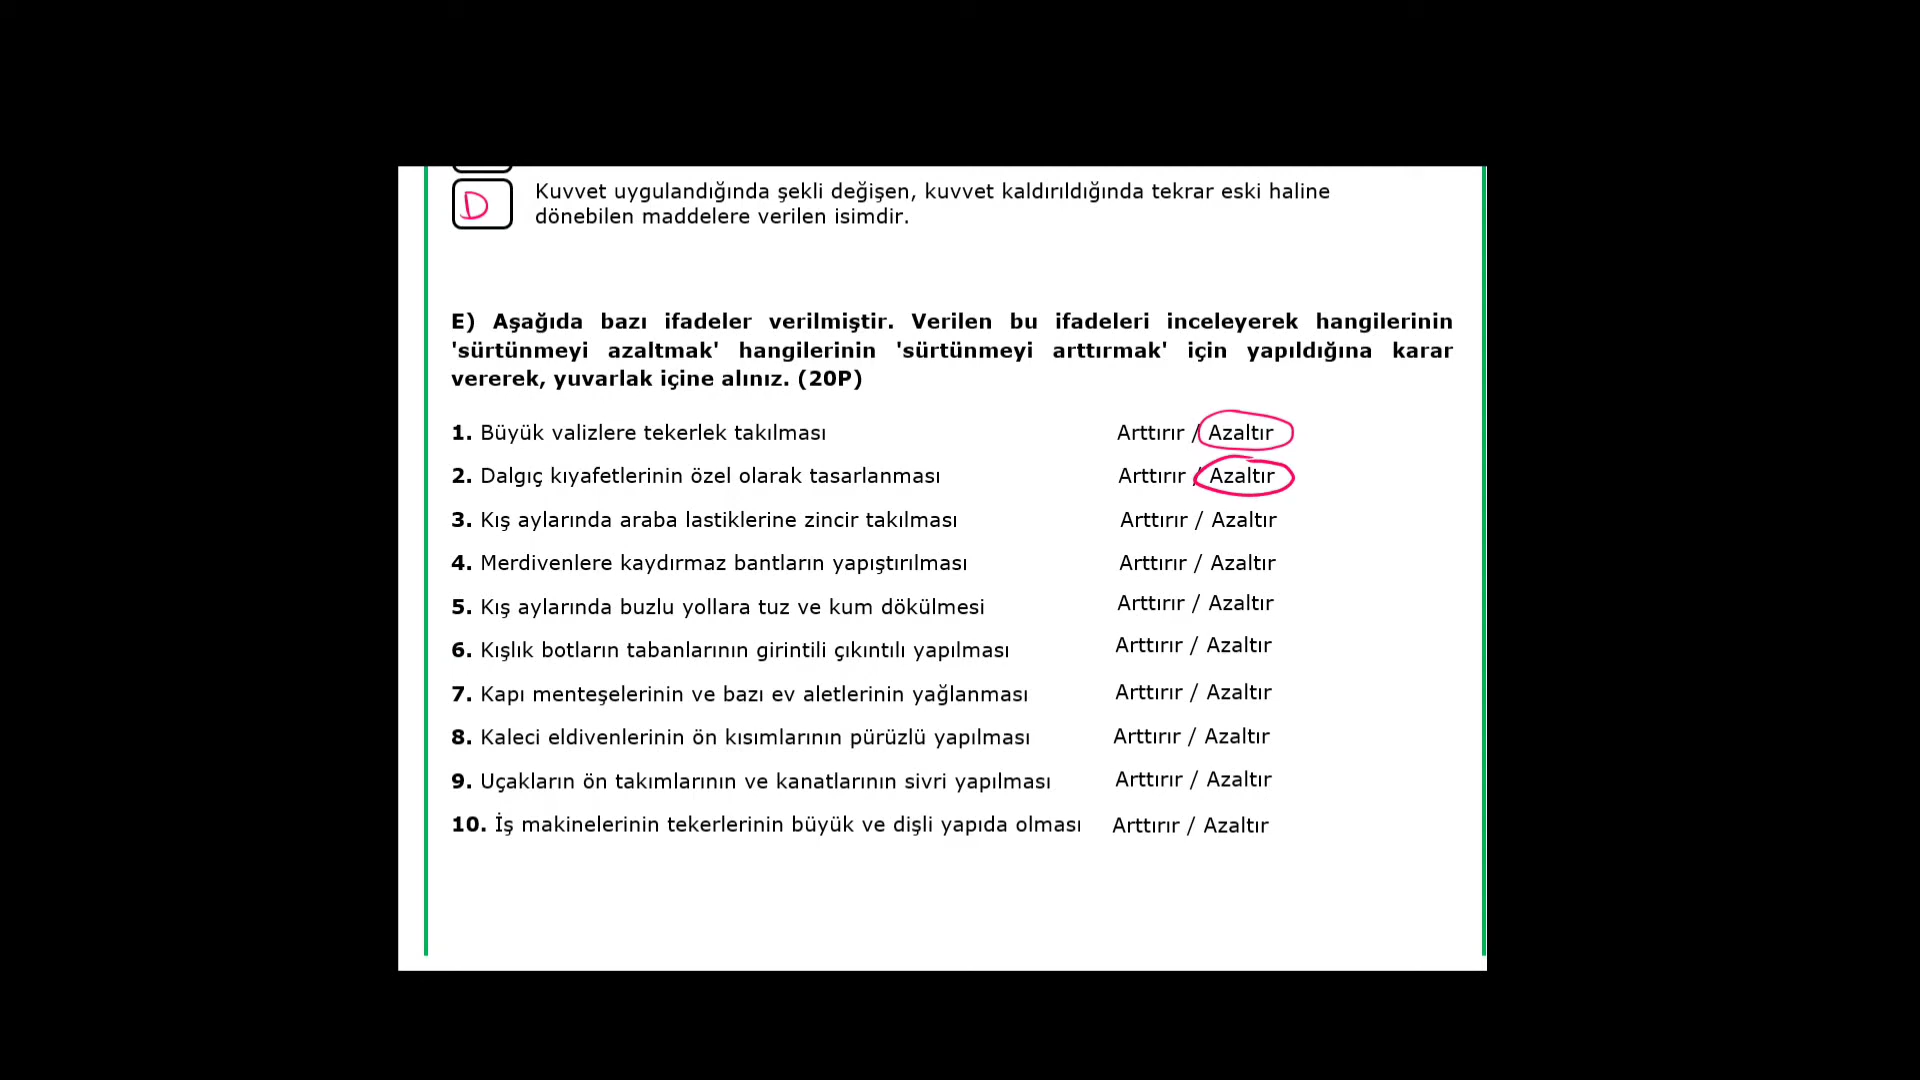 D
Kuvvet uygulandığında şekli değişen, kuvvet kaldırıldığında tekrar eski haline
dönebilen maddelere verilen isimdir.
E) Aşağıda bazı ifadeler verilmiştir. Verilen bu ifadeleri inceleyerek hangilerinin
'sürtünmeyi azaltmak' hangilerinin 'sürtünmeyi arttırmak' için yapıldığına karar
vererek, yuvarlak içine alınız. (20P)
1. Büyük valizlere tekerlek takılması Arttırır / Azaltır
2. Dalgıç kıyafetlerinin özel olarak tasarlanması Arttırır / Azaltır
3. Kış aylarında araba lastiklerine zincir takılması Arttırır / Azaltır
4. Merdivenlere kaydırmaz bantların yapıştırılması Arttırır / Azaltır
5. Kış aylarında buzlu yollara tuz ve kum dökülmesi Arttırır / Azaltır
6. Kışlık botların tabanlarının girintili çıkıntılı yapılması Arttırır / Azaltır
7. Kapı menteşelerinin ve bazı ev aletlerinin yağlanması Arttırır / Azaltır
8. Kaleci eldivenlerinin ön kısımlarının pürüzlü yapılması Arttırır / Azaltır
9. Uçakların ön takımlarının ve kanatlarının sivri yapılması Arttırır / Azaltır
10. İş makinelerinin tekerlerinin büyük ve dişli yapıda olması Arttırır / Azaltır